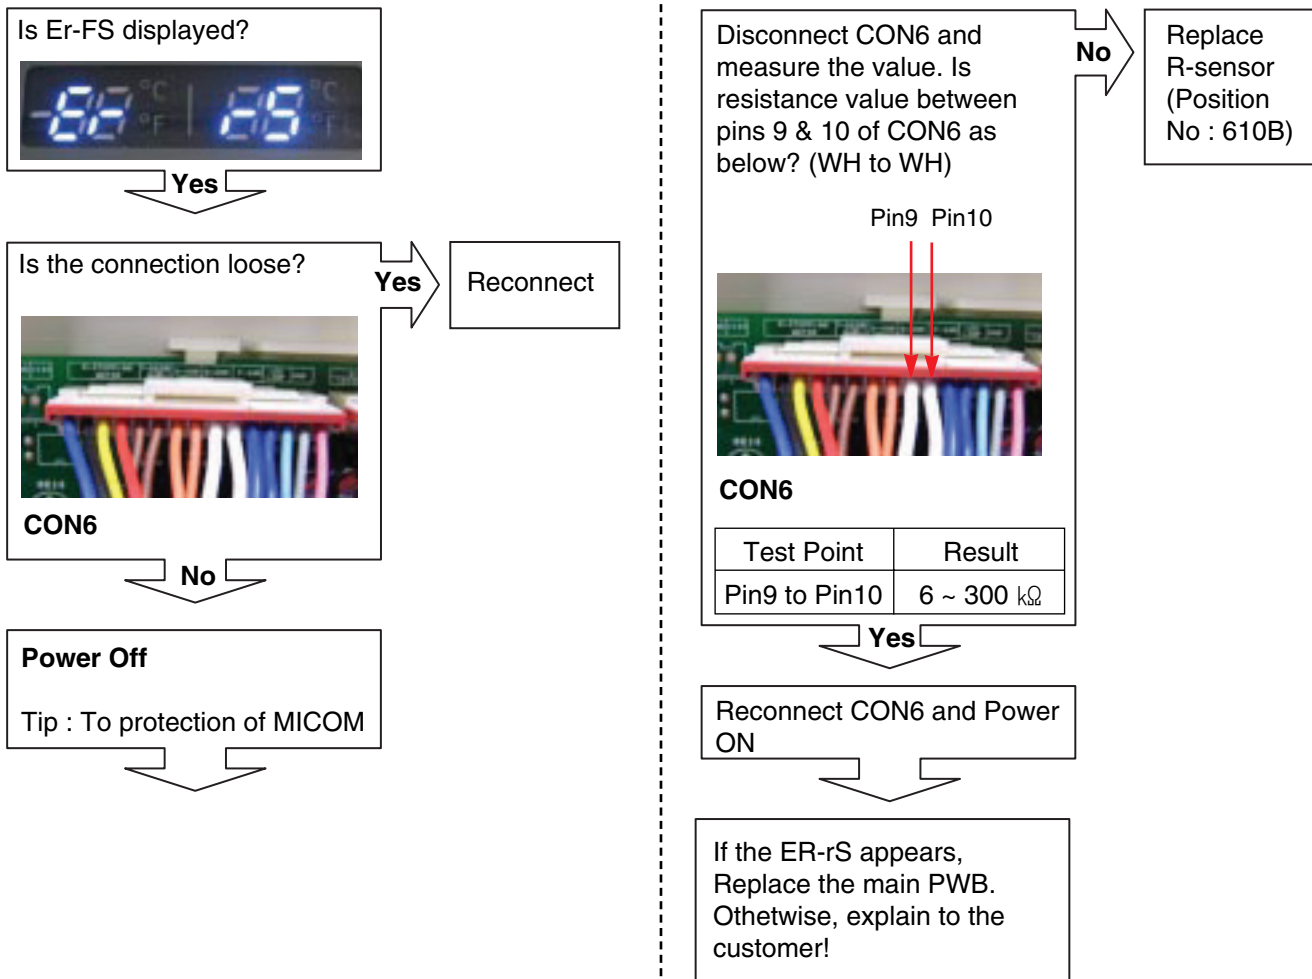 Is Er-FS displayed?
Er rS
°C
°F
°C
°F
Yes
Is the connection loose?
Yes
Reconnect
CON6
No
Power Off
Tip : To protection of MICOM
Disconnect CON6 and
measure the value. Is
resistance value between
pins 9 & 10 of CON6 as
below? (WH to WH)
No
Replace
R-sensor
(Position
No : 610B)
Pin9 Pin10
CON6
Test Point Result
Pin9 to Pin10 6 ~ 300 kΩ
Yes
Reconnect CON6 and Power
ON
If the ER-rS appears,
Replace the main PWB.
Othetwise, explain to the
customer!